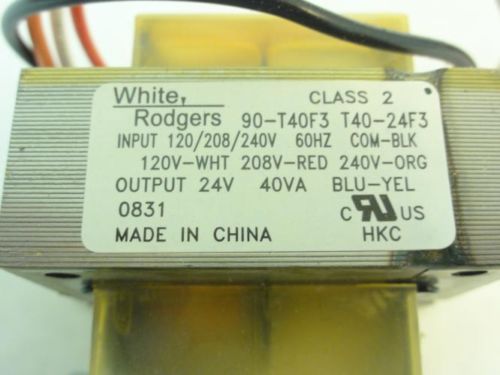 White, CLASS 2
Rodgers 90-T40F3 T40-24F3
INPUT 120/208/240V 60HZ COM-BLK
120V-WHT 208V-RED 240V-ORG
OUTPUT 24V 40VA BLU-YEL
0831 C RU US
MADE IN CHINA HKC